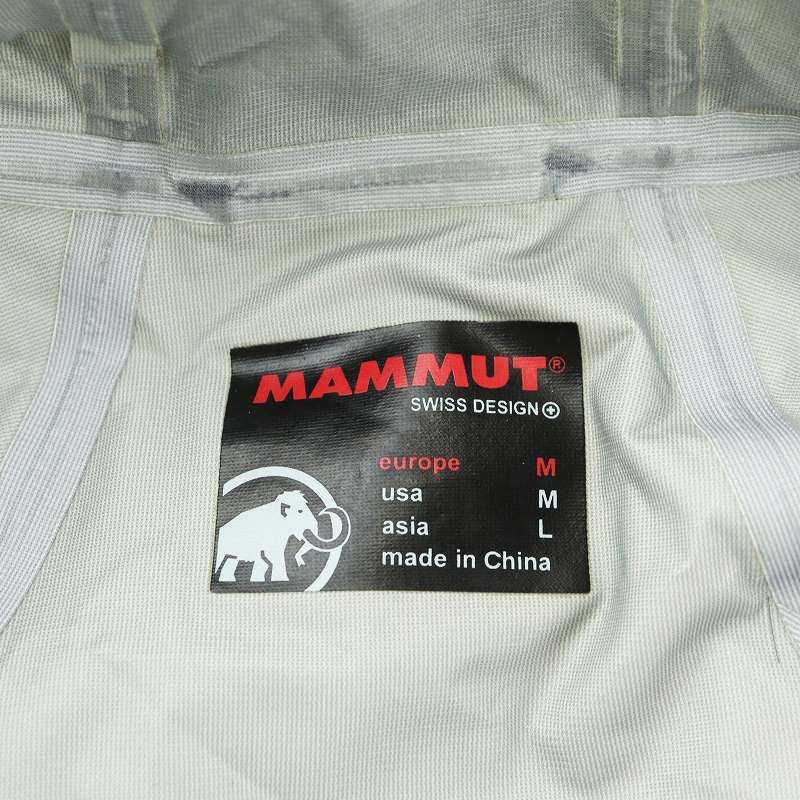 MAMMUT®
SWISS DESIGN
europe M
usa M
asia L
made in China